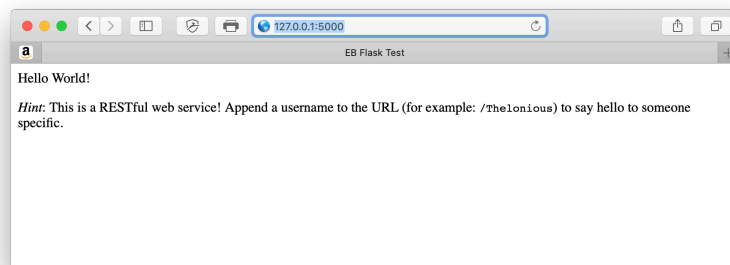 127.0.0.1:5000
a
EB Flask Test
Hello World!
Hint: This is a RESTful web service! Append a username to the URL (for example: /Thelonious) to say hello to someone
specific.